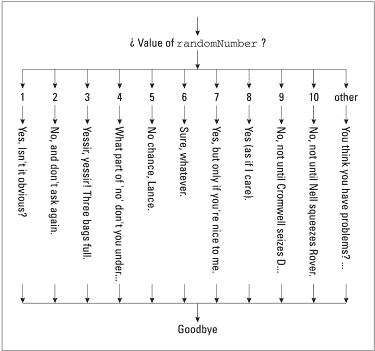 ¿ Value of randomNumber ?
1
2
3
4
5
6
7
8
9
10
other
Yes. Isn't it obvious?
No, and don't ask again.
Yessir, yessir! Three bags full.
What part of 'no' don't you under...
No chance, Lance.
Sure, whatever.
Yes, but only if you're nice to me.
Yes (as if I care).
No, not until Cromwell seizes D...
No, not until Nell squeezes Rover.
You think you have problems? ...
Goodbye